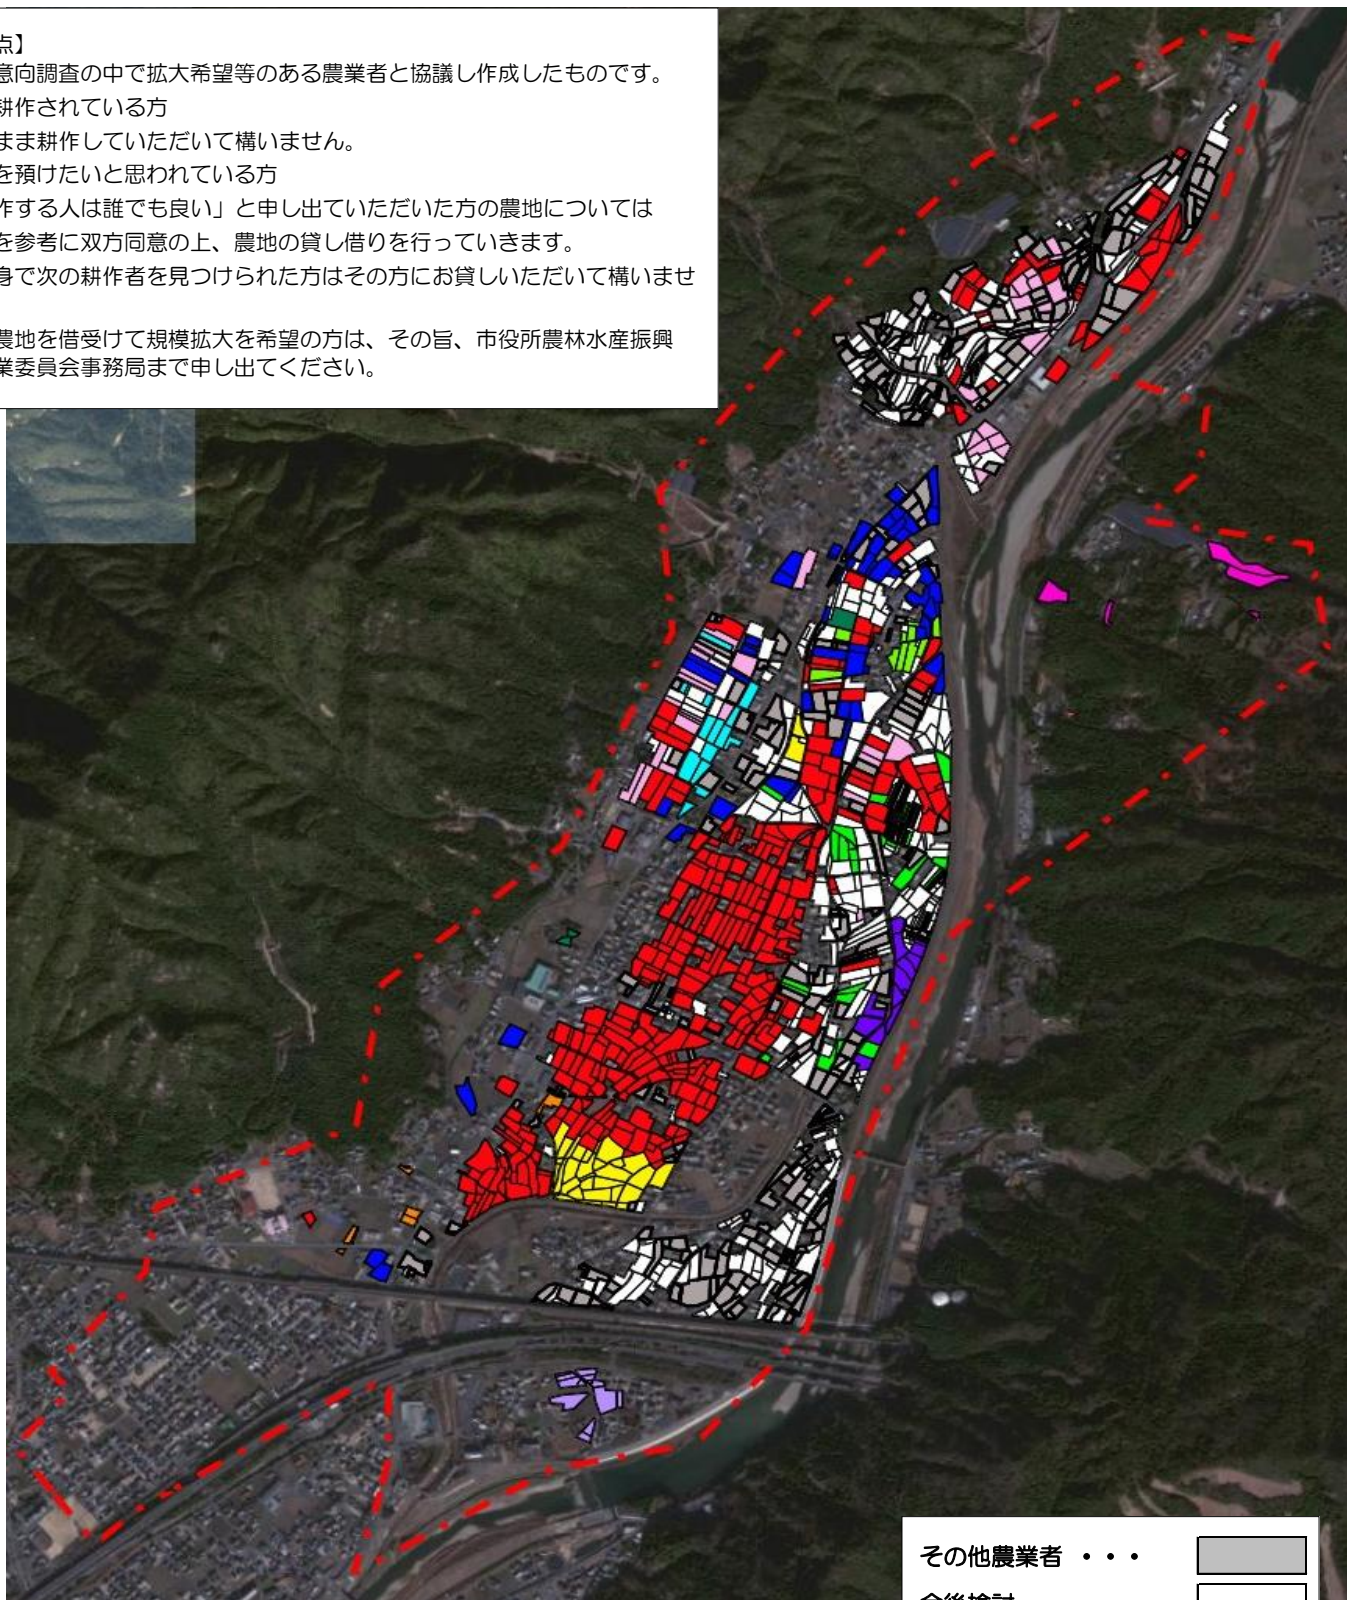 点】
意向調査の中で拡大希望等のある農業者と協議し作成したものです。
耕作されている方
まま耕作していただいて構いません。
を預けたいと思われている方
作する人は誰でも良い」と申し出ていただいた方の農地については
を参考に双方同意の上、農地の貸し借りを行っていきます。
身で次の耕作者を見つけられた方はその方にお貸しいただいて構いませ
農地を借受けて規模拡大を希望の方は、その旨、市役所農林水産振興
業委員会事務局まで申し出てください。
その他農業者 ・・・
今後検討